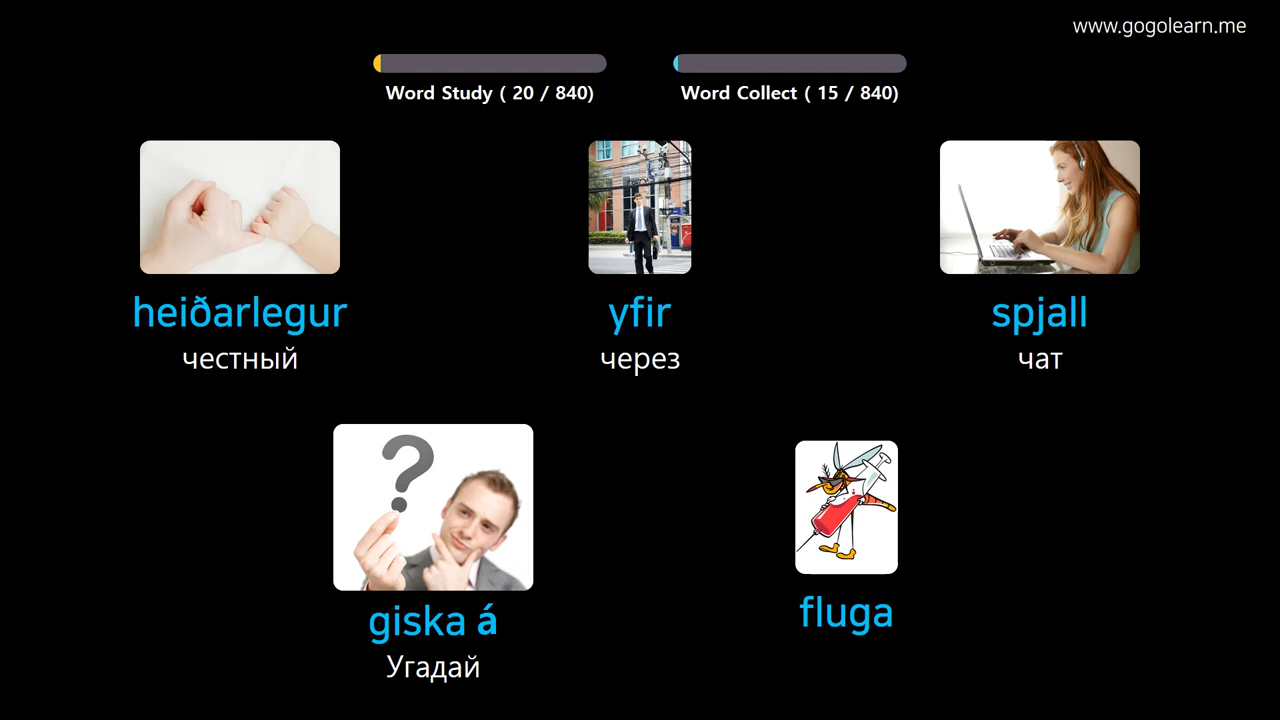 www.gogolearn.me
Word Study ( 20 / 840)
Word Collect ( 15 / 840)
heiðarlegur
честный
yfir
через
spjall
чат
giska á
Угадай
fluga